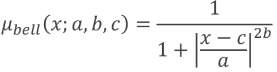 μ_bell(x; a, b, c) = 1 / (1 + |(x − c) / a|^(2b))